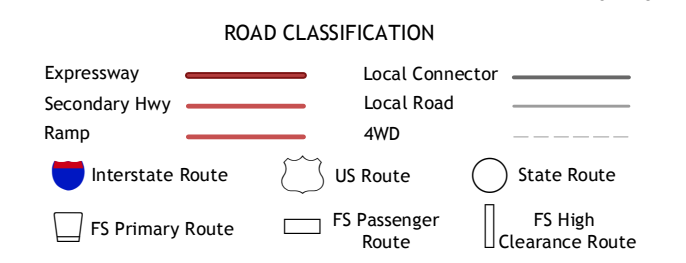 ROAD CLASSIFICATION
Expressway
Local Connector
Secondary Hwy
Local Road
Ramp
4WD
Interstate Route
US Route
State Route
FS Primary Route
FS Passenger
Route
FS High
Clearance Route